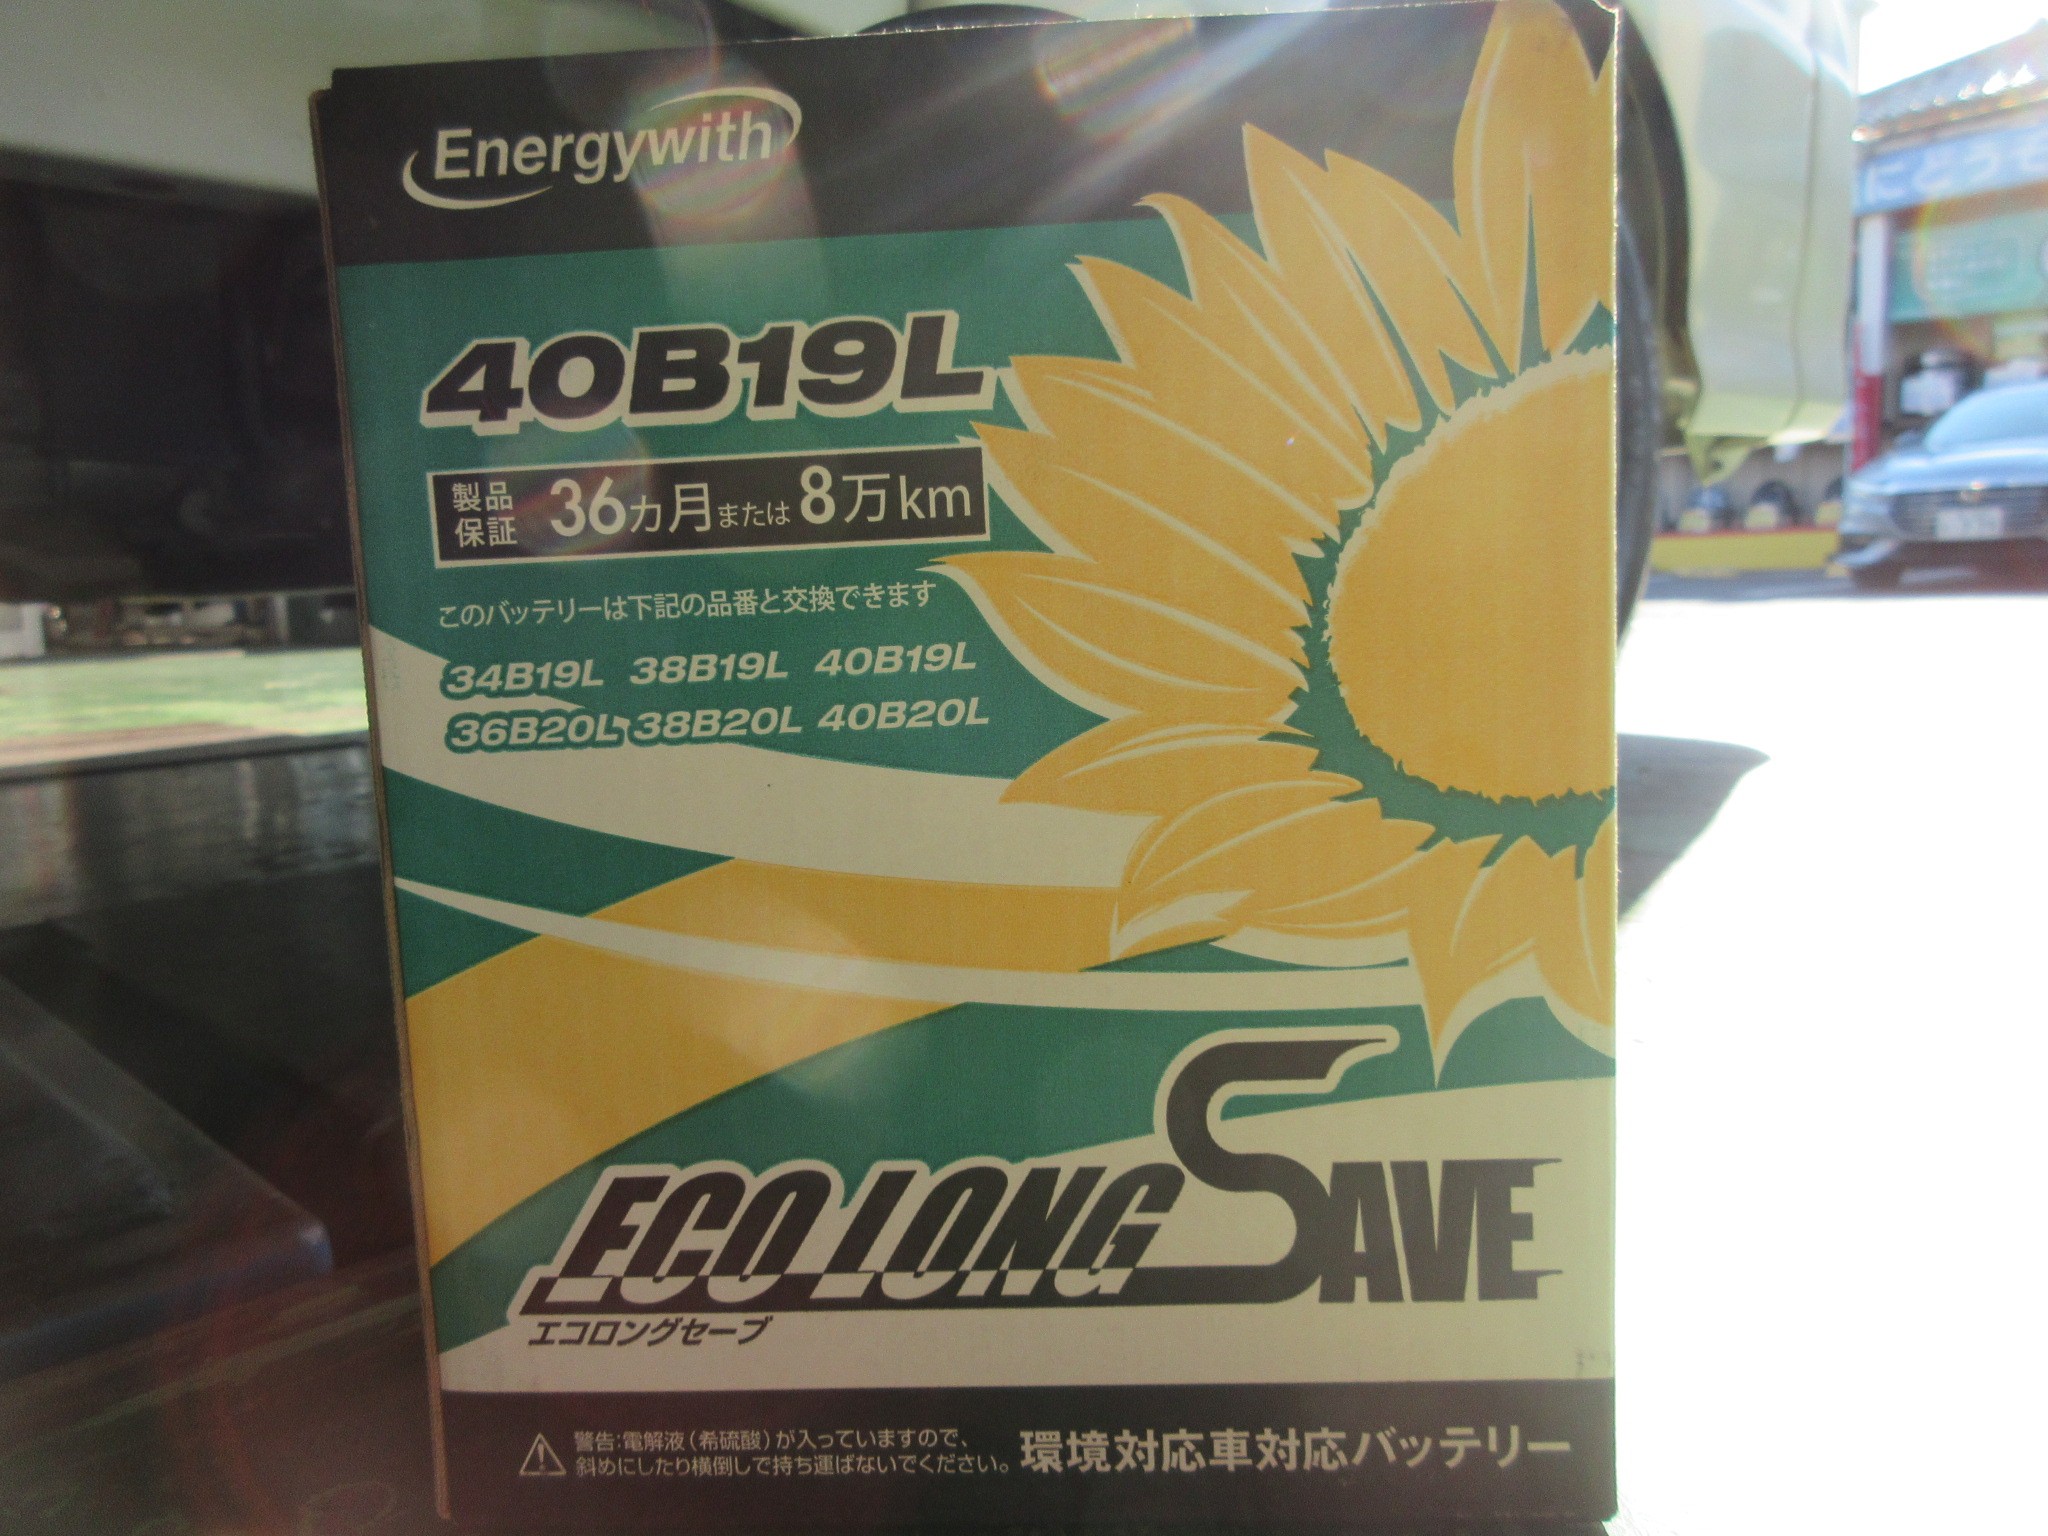 Energywith
40B19L
製品保証 36カ月または8万km
このバッテリーは下記の品番と交換できます
34B19L 38B19L 40B19L
36B20L 38B20L 40B20L
ECO LONG SAVE
エコロングセーブ
警告:電解液(希硫酸)が入っていますので、
斜めにしたり横倒しで持ち運ばないでください。
環境対応車対応バッテリー
にどうぞ